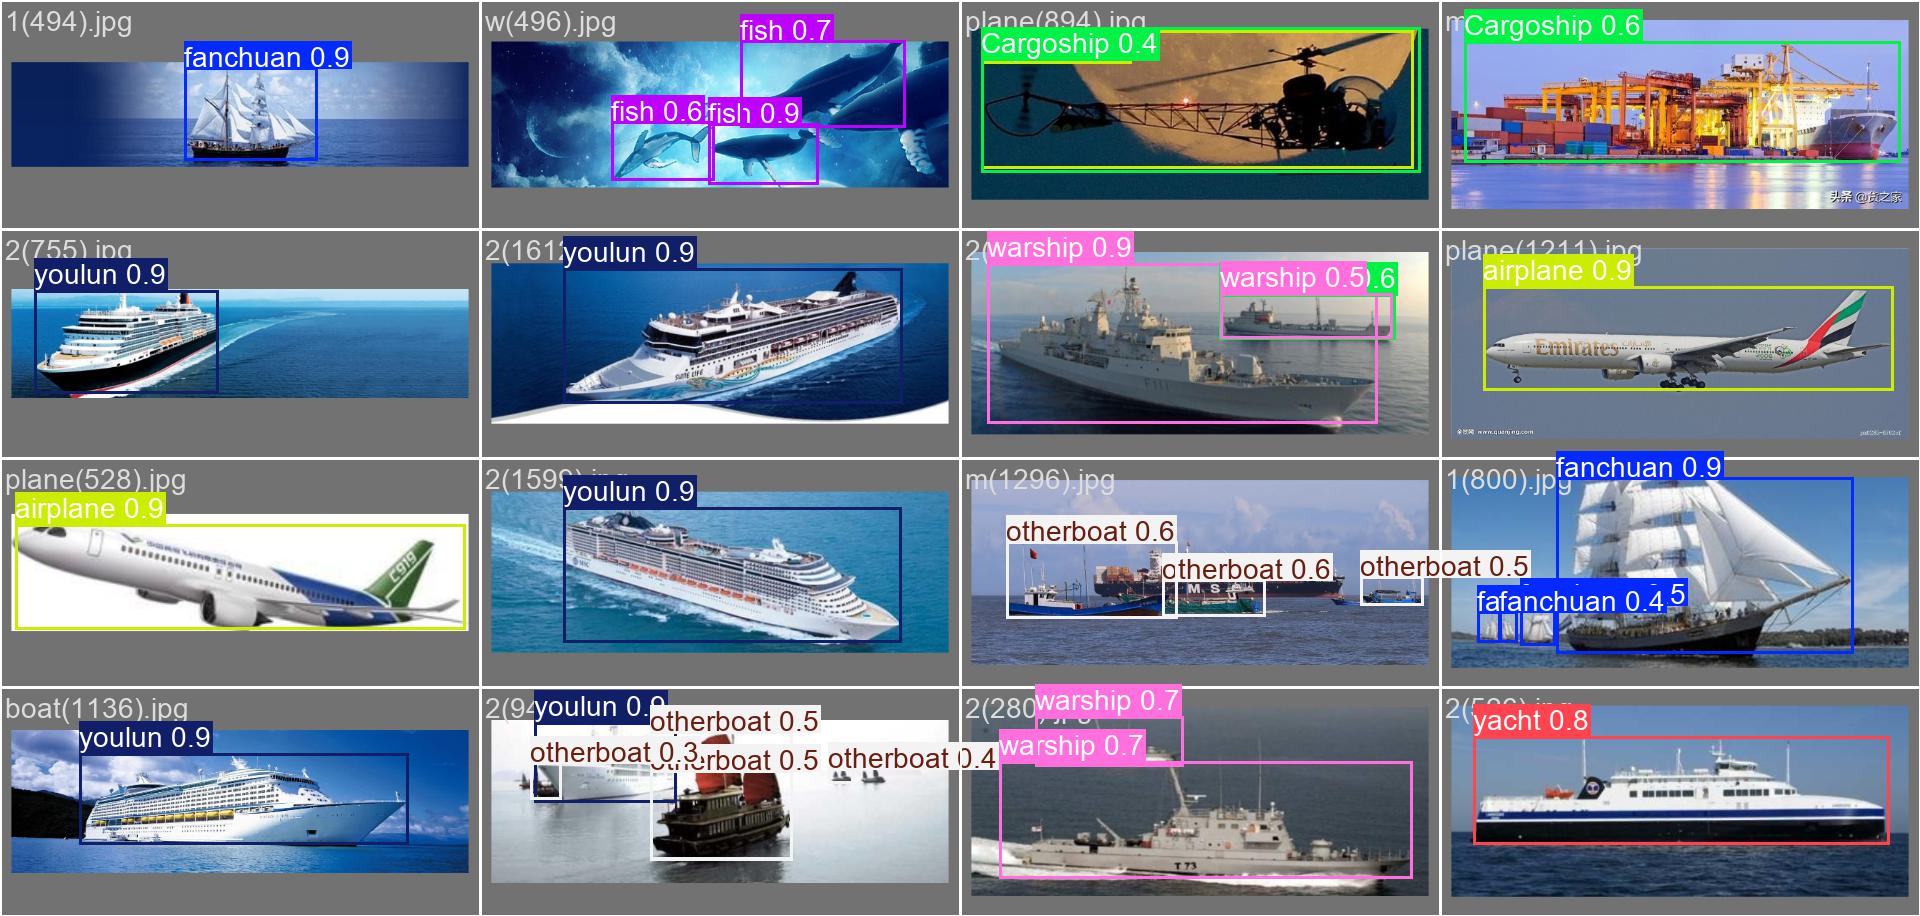 1(494).jpg
fanchuan 0.9
w(496).jpg
fish 0.7
fish 0.6
fish 0.9
plane(894).jpg
Cargoship 0.4
Cargoship 0.6
头条 @货之家
2(755).jpg
youlun 0.9
2(1612
youlun 0.9
2(
warship 0.9
warship 0.5
0.6
plane(1211).jpg
airplane 0.9
Emirates
F111
plane(528).jpg
airplane 0.9
C919
2(1599).jpg
youlun 0.9
m(1296).jpg
otherboat 0.6
otherboat 0.6
otherboat 0.5
MS
1(800).jpg
fanchuan 0.9
fafanchuan 0.4
5
boat(1136).jpg
youlun 0.9
2(94
youlun 0.9
otherboat 0.5
otherboat 0.3
otherboat 0.5
otherboat 0.4
2(280).jpg
warship 0.7
warship 0.7
T 73
2(590).jpg
yacht 0.8